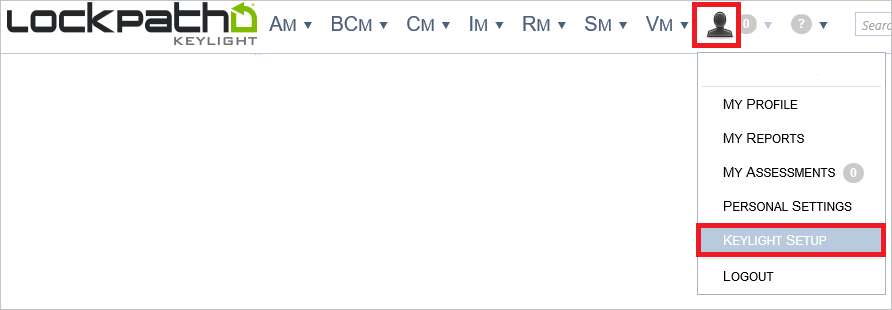 Lockpath
KEYLIGHT
AM BCM CM IM RM SM VM 0 ? Searc
MY PROFILE
MY REPORTS
MY ASSESSMENTS 0
PERSONAL SETTINGS
KEYLIGHT SETUP
LOGOUT